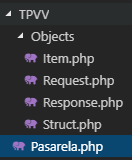 TPVV
Objects
Item.php
Request.php
Response.php
Struct.php
Pasarela.php